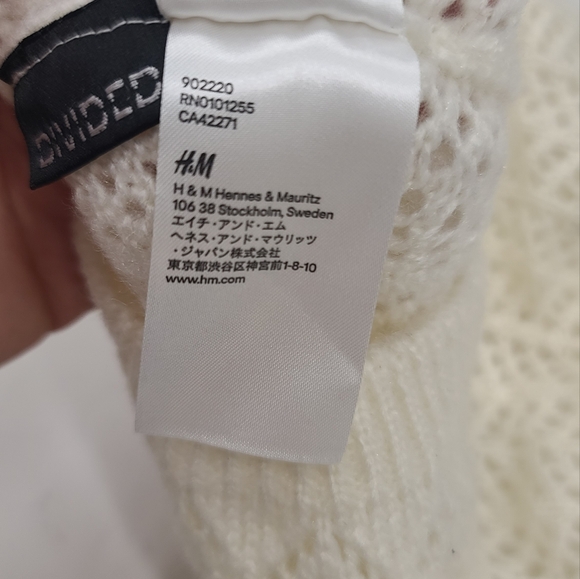 DIVIDED
902220
RN0101255
CA42271
H&M
H & M Hennes & Mauritz
106 38 Stockholm, Sweden
エイチ・アンド・エム
ヘネス・アンド・マウリッツ
・ジャパン株式会社
東京都渋谷区神宮前1-8-10
www.hm.com